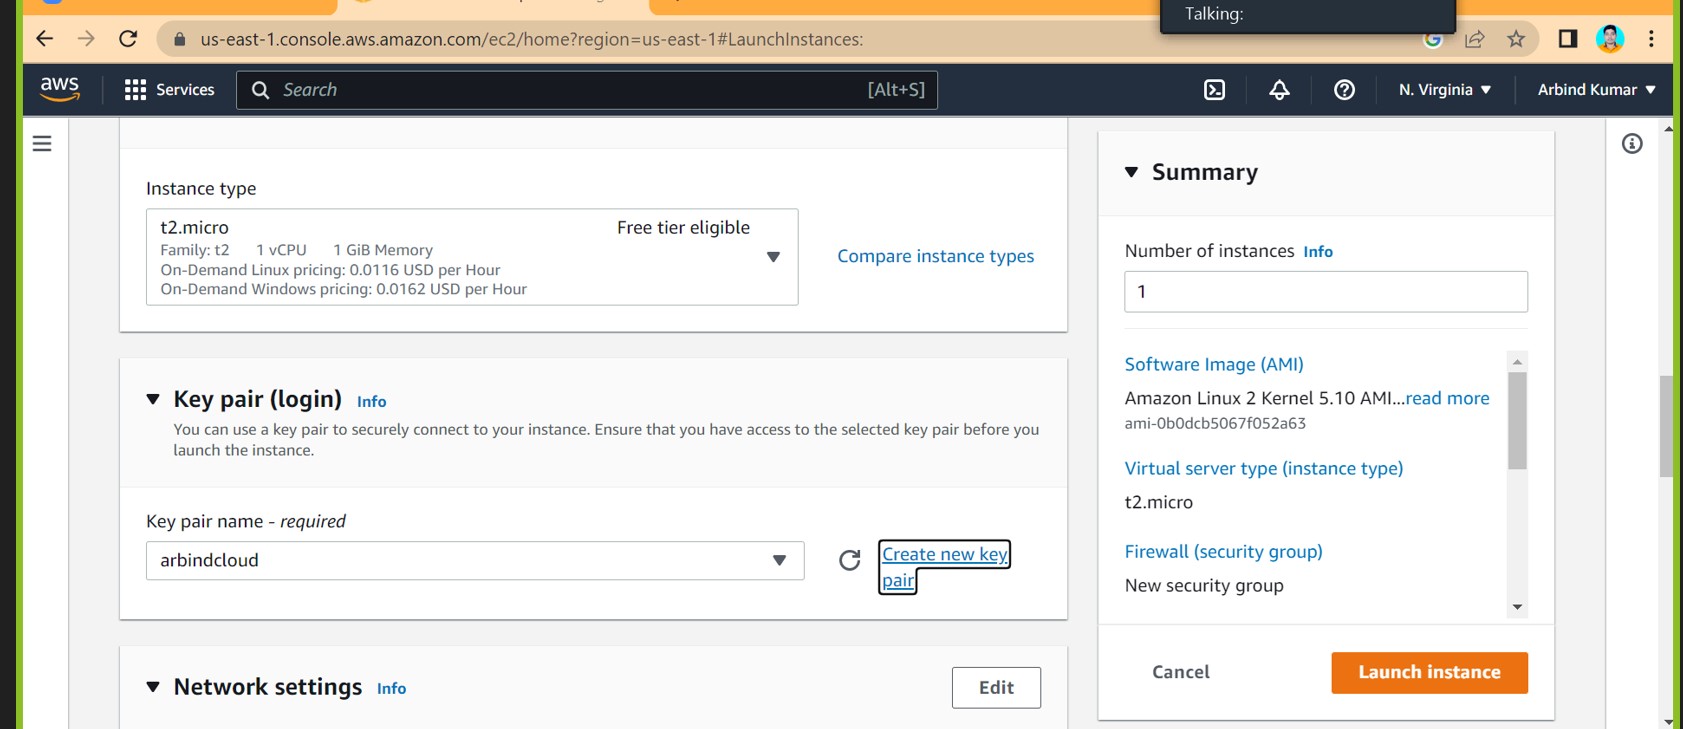 Talking:
us-east-1.console.aws.amazon.com/ec2/home?region=us-east-1#LaunchInstances:
aws
Services
Search
[Alt+S]
N. Virginia
Arbind Kumar
Instance type
t2.micro
Free tier eligible
Family: t2 1 vCPU 1 GiB Memory
On-Demand Linux pricing: 0.0116 USD per Hour
On-Demand Windows pricing: 0.0162 USD per Hour
Compare instance types
Key pair (login) Info
You can use a key pair to securely connect to your instance. Ensure that you have access to the selected key pair before you
launch the instance.
Key pair name - required
arbindcloud
Create new key
pair
Network settings Info
Edit
Summary
Number of instances Info
1
Software Image (AMI)
Amazon Linux 2 Kernel 5.10 AMI...read more
ami-0b0dcb5067f052a63
Virtual server type (instance type)
t2.micro
Firewall (security group)
New security group
Cancel
Launch instance